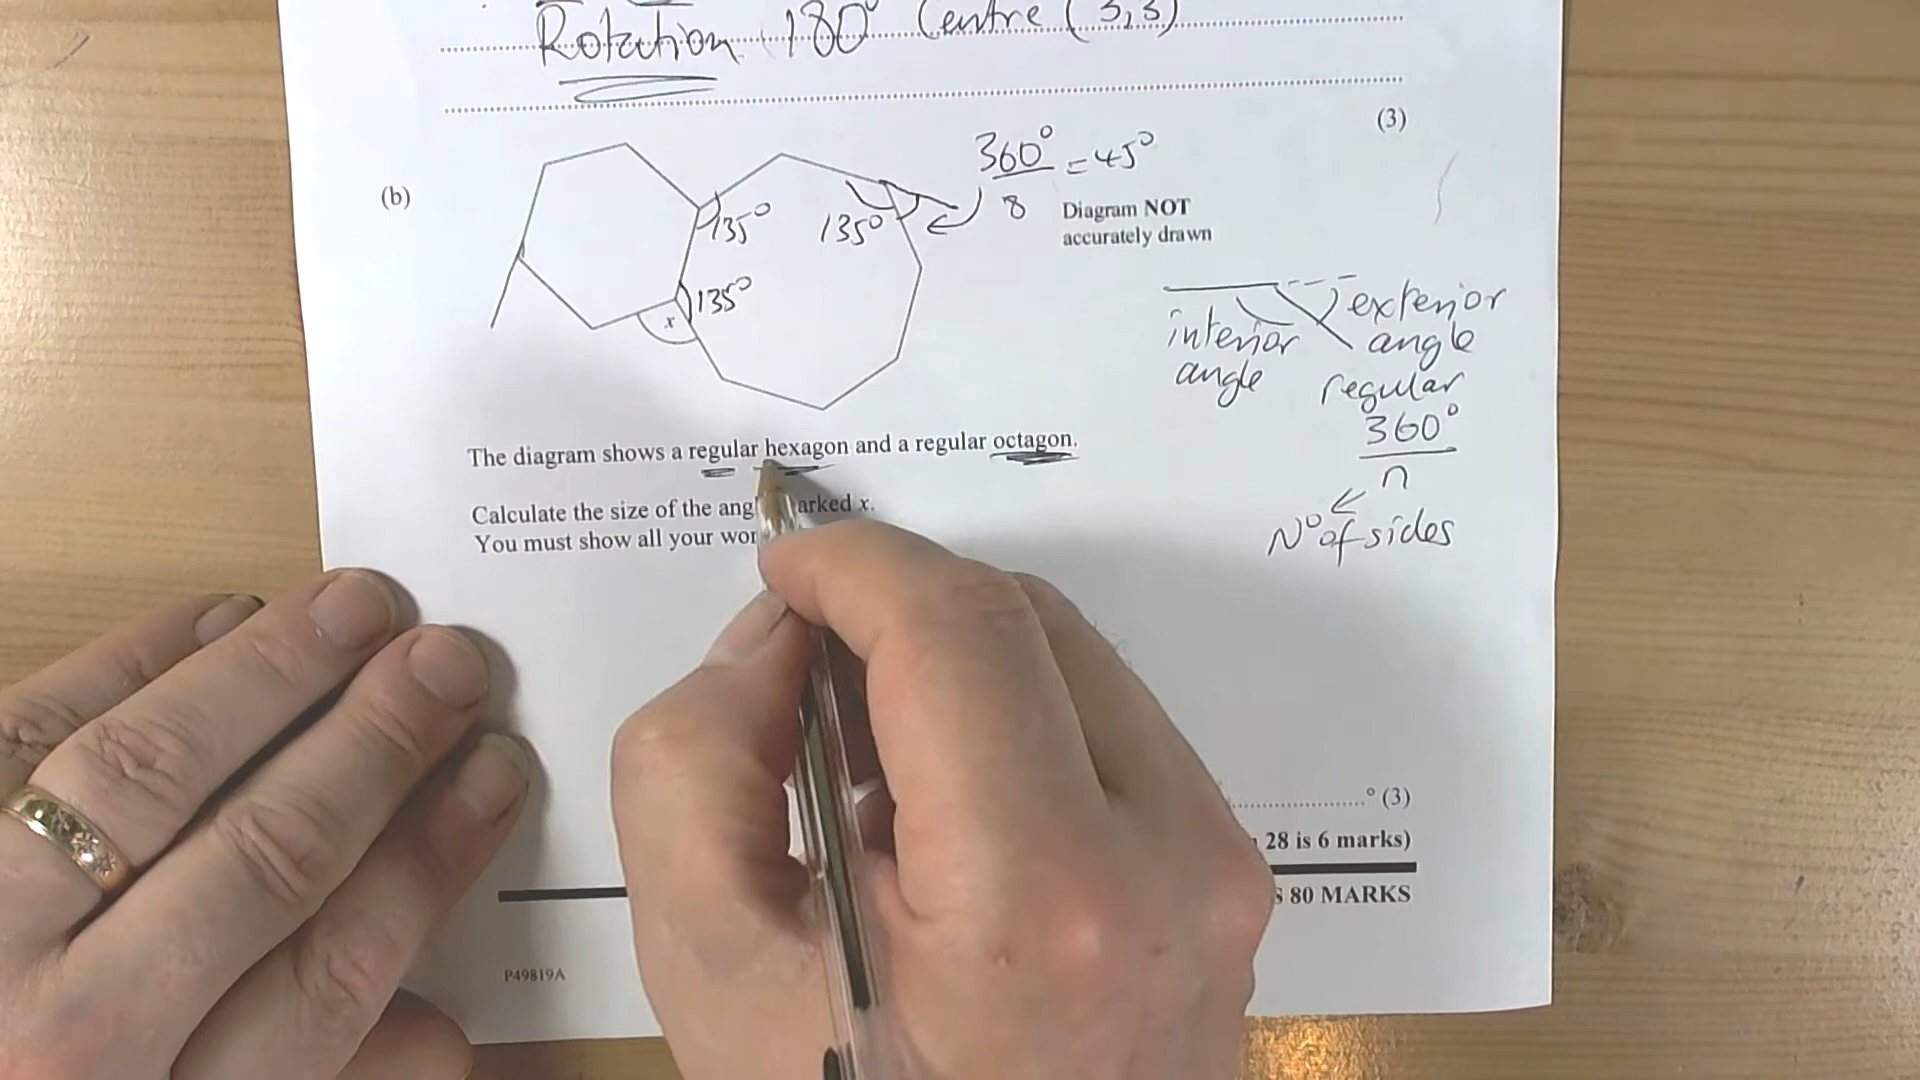 Rotation 180° Centre (3,3)
(3)
(b)
360° = 45°
8
135°
135°
135°
x
Diagram NOT
accurately drawn
exterior
angle
interior
angle
regular
360°
n
N° of sides
The diagram shows a regular hexagon and a regular octagon.
Calculate the size of the ang arked x.
You must show all your wor
° (3)
28 is 6 marks)
80 MARKS
P49819A